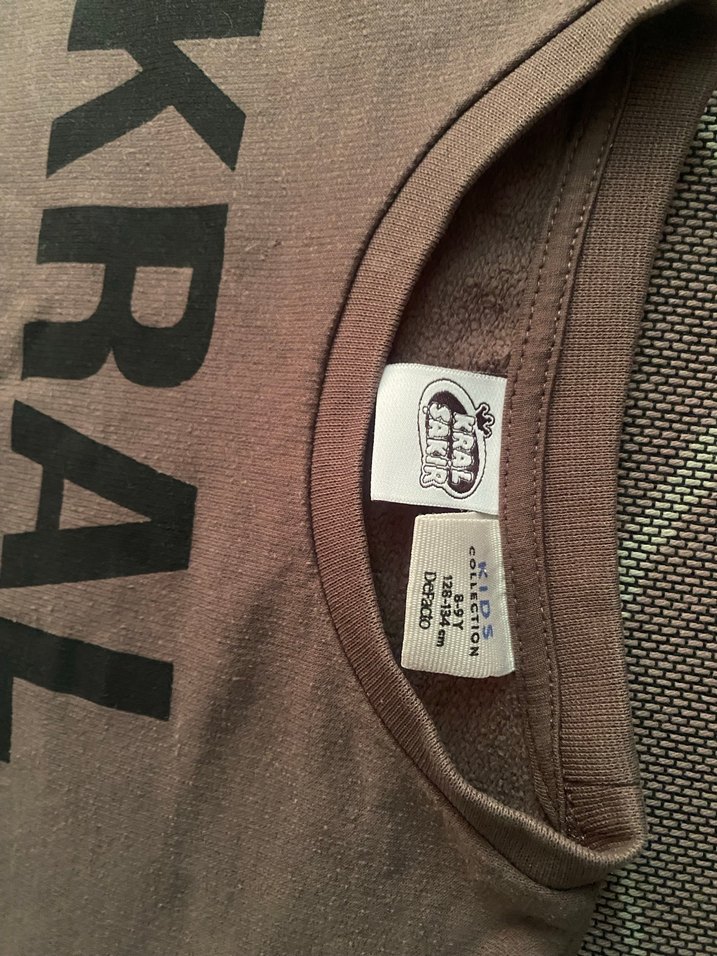 KRAL
KRAL
ŞAKİR
KIDS
COLLECTION
8-9 Y
128-134 cm
DeFacto